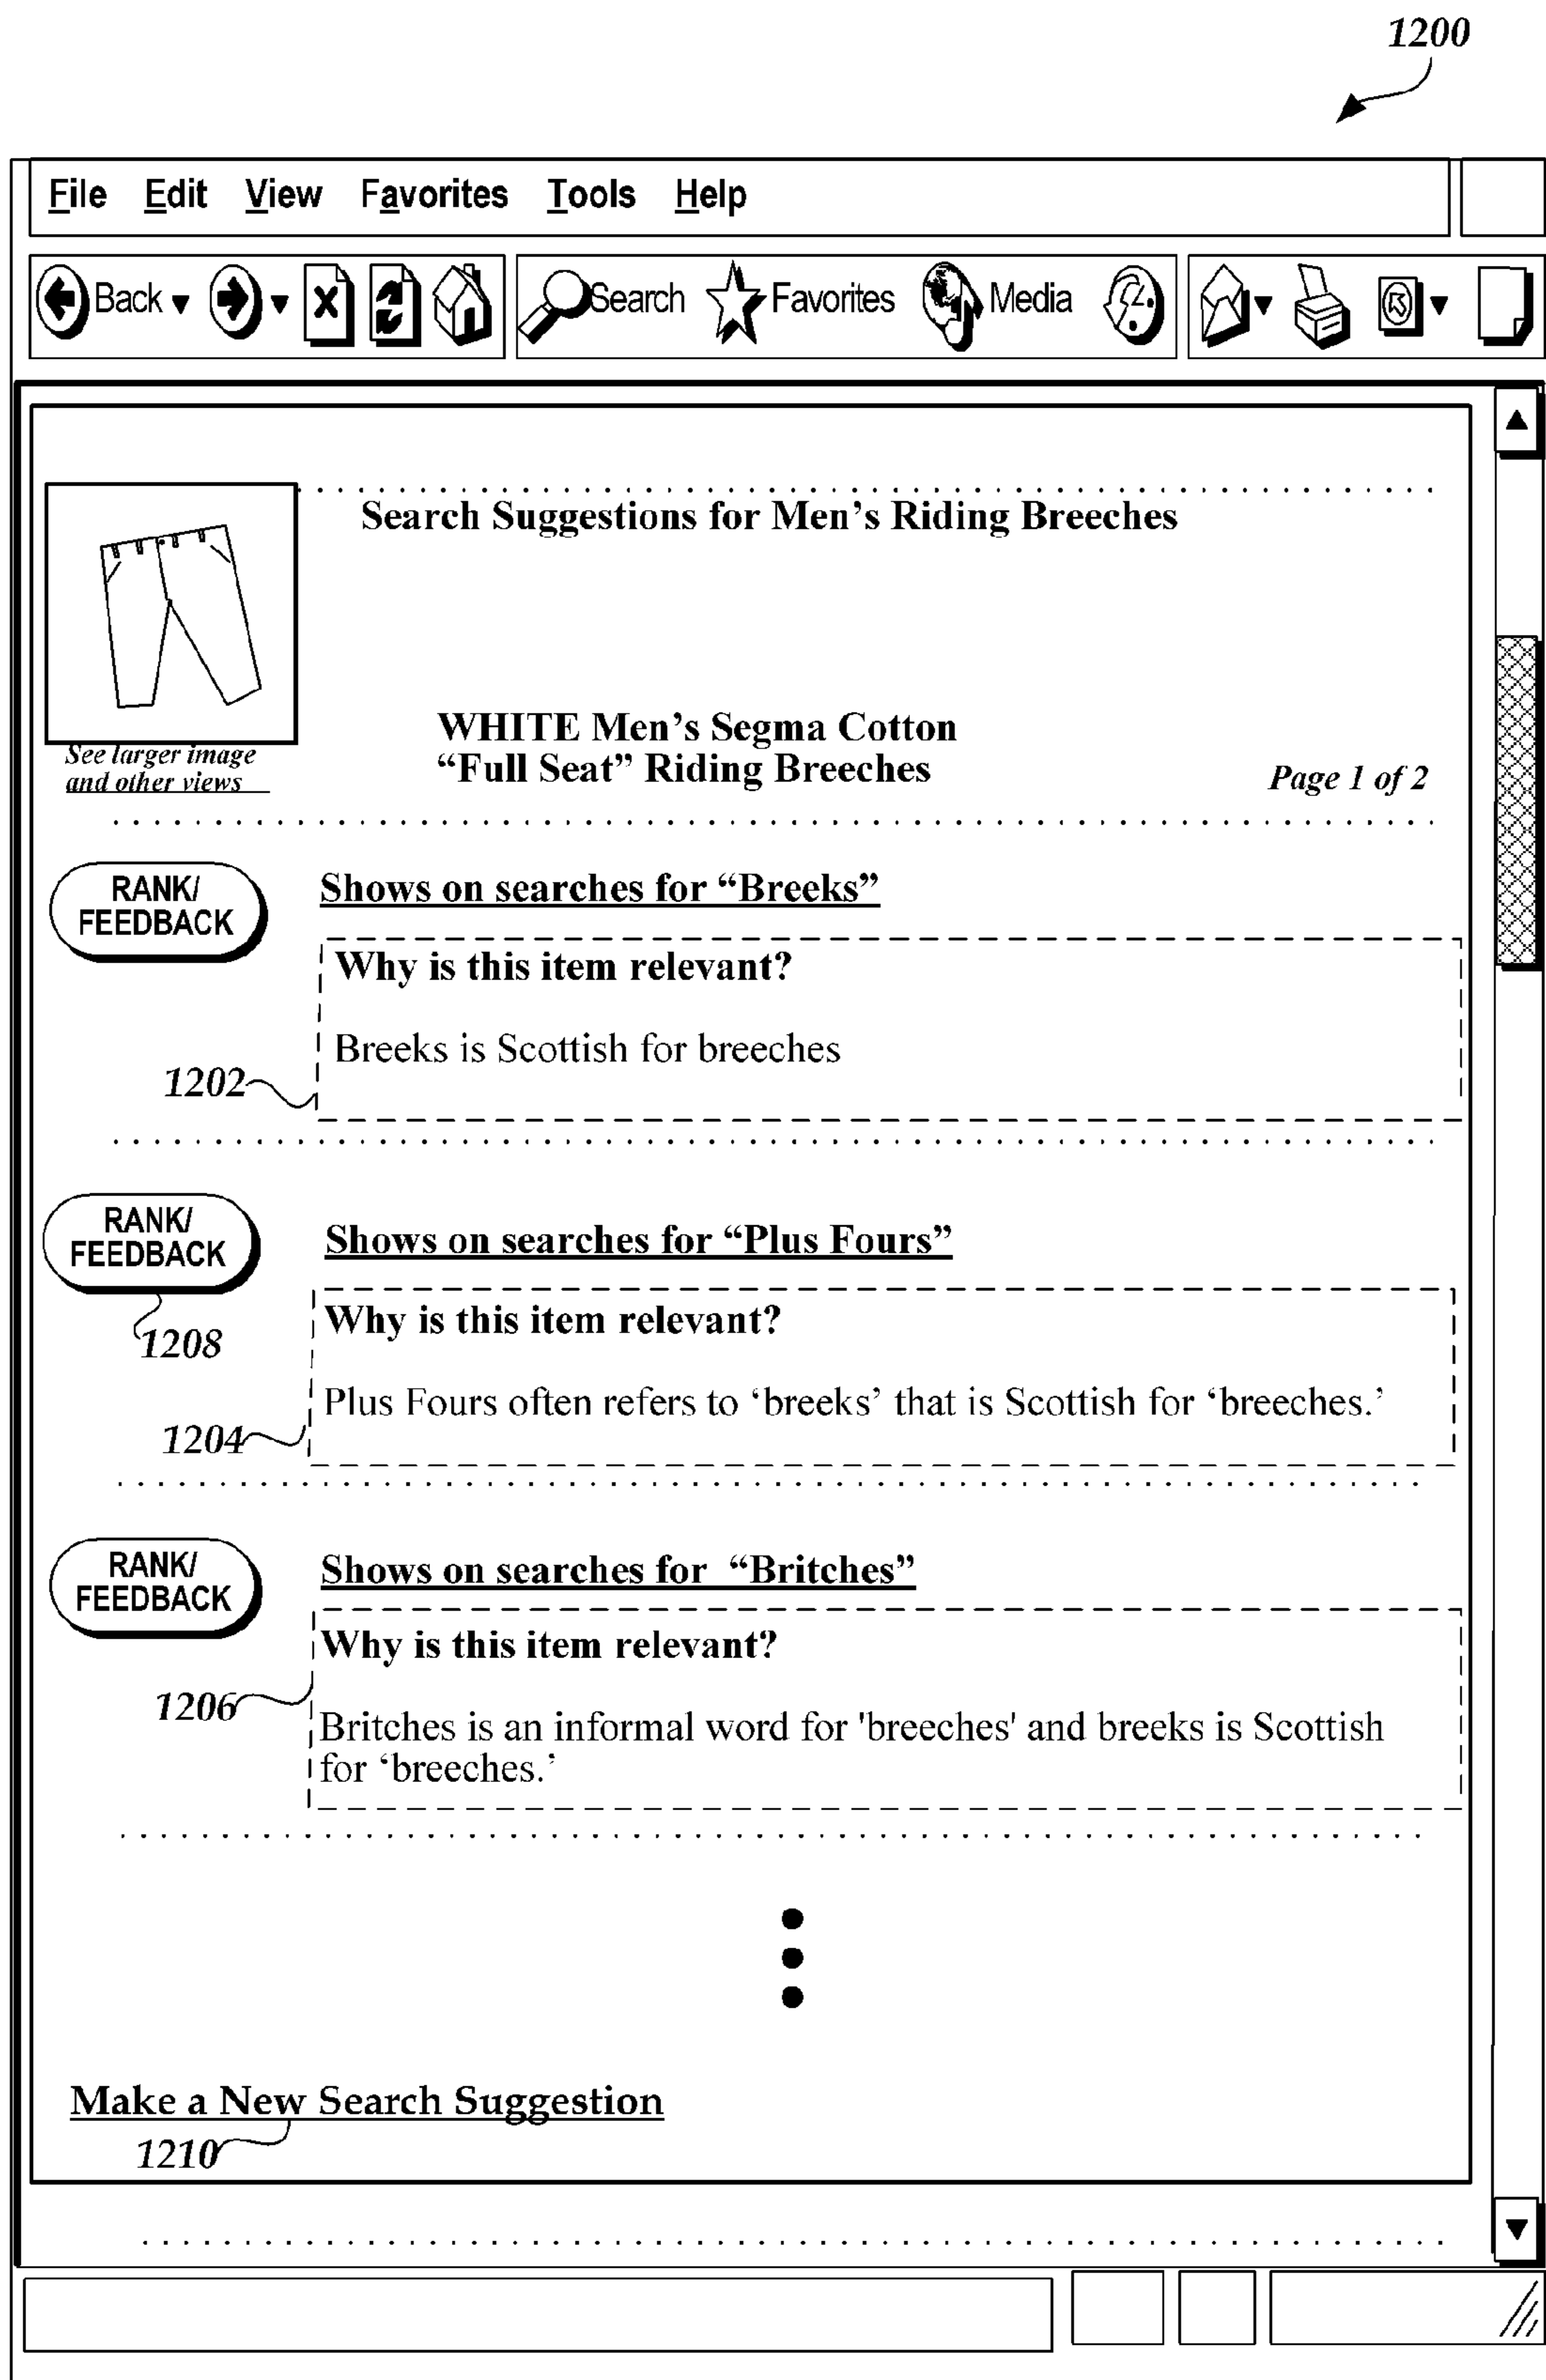 1200
File Edit View Favorites Tools Help
Back Search Favorites Media
Search Suggestions for Men’s Riding Breeches
WHITE Men’s Segma Cotton
“Full Seat” Riding Breeches
See larger image
and other views
Page 1 of 2
RANK/
FEEDBACK
Shows on searches for “Breeks”
Why is this item relevant?
Breeks is Scottish for breeches
1202
RANK/
FEEDBACK
Shows on searches for “Plus Fours”
1208
Why is this item relevant?
Plus Fours often refers to ‘breeks’ that is Scottish for ‘breeches.’
1204
RANK/
FEEDBACK
Shows on searches for “Britches”
Why is this item relevant?
1206
Britches is an informal word for 'breeches' and breeks is Scottish
for ‘breeches.’
Make a New Search Suggestion
1210